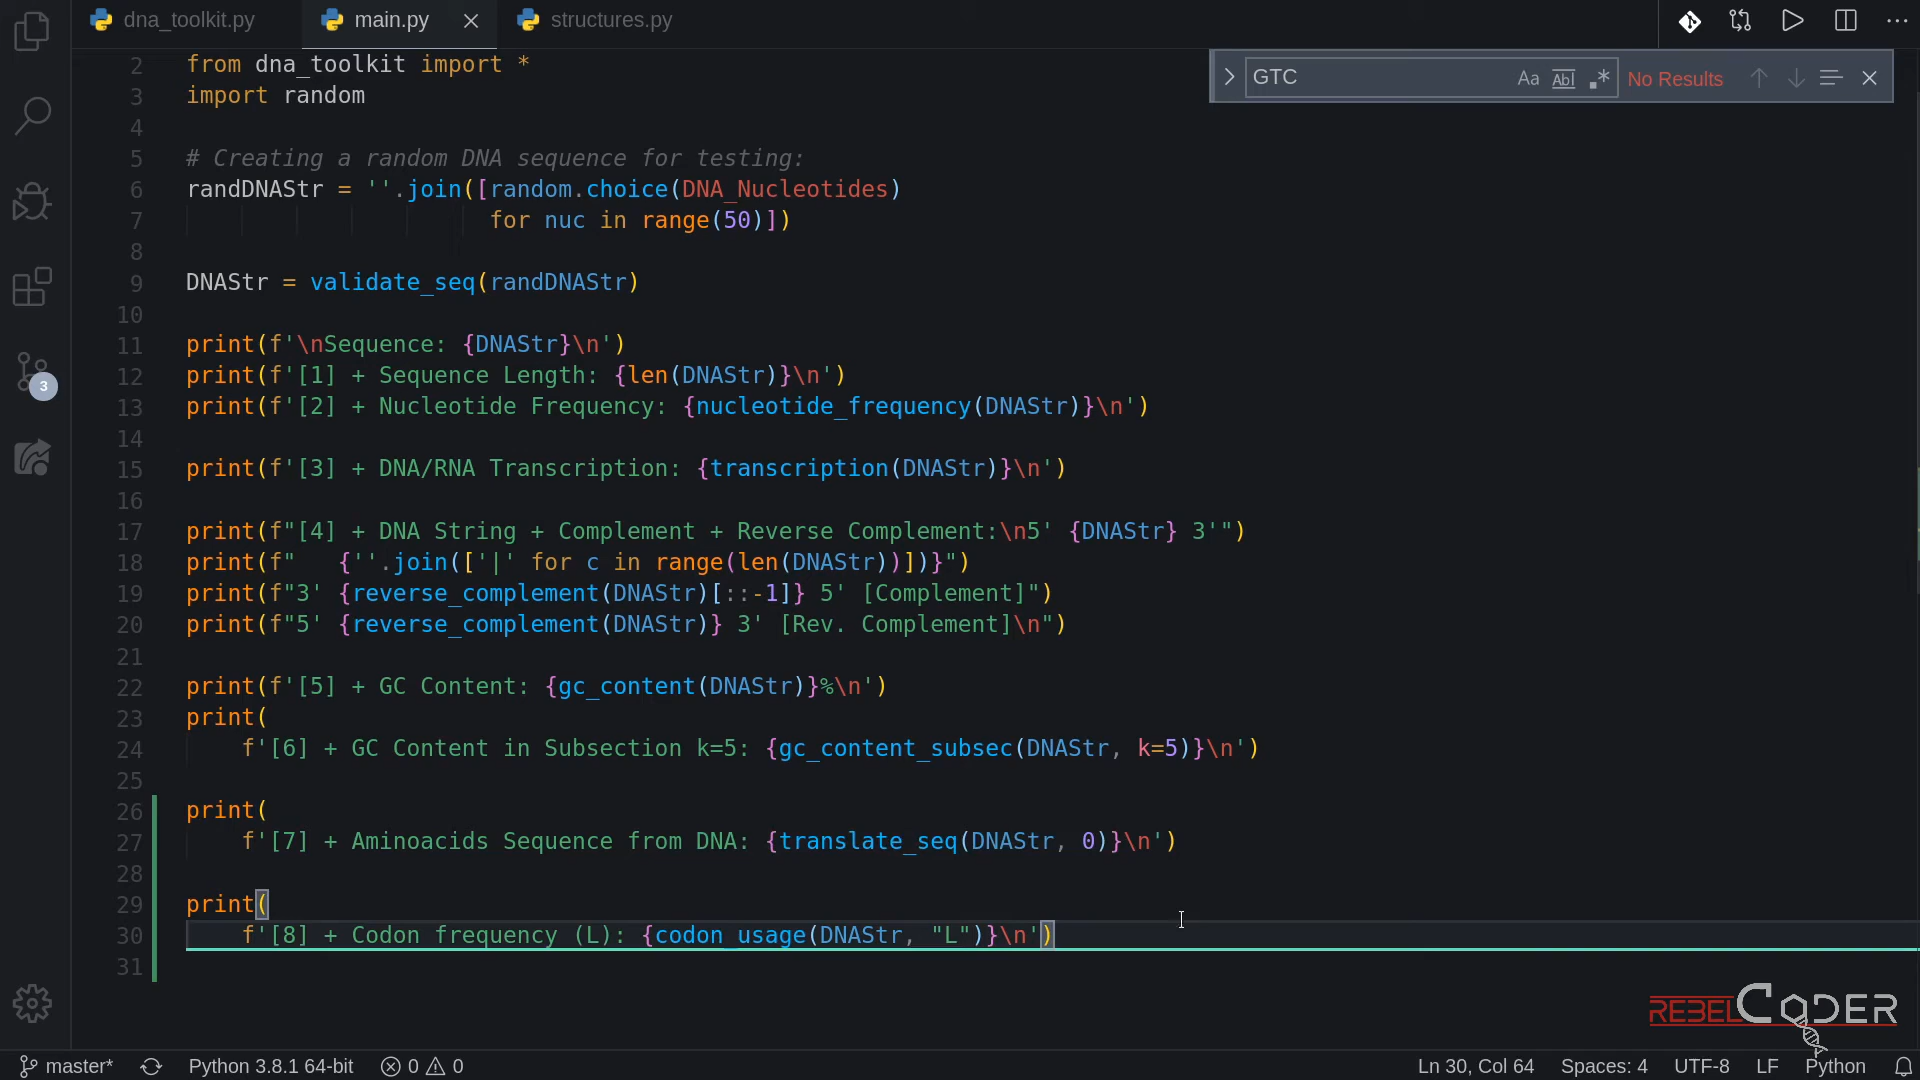 dna_toolkit.py
main.py
structures.py
GTC
Aa
Abl
.*
No Results
2 from dna_toolkit import *
3 import random
4
5 # Creating a random DNA sequence for testing:
6 randDNAStr = ''.join([random.choice(DNA_Nucleotides)
7 for nuc in range(50)])
8
9 DNAStr = validate_seq(randDNAStr)
10
11 print(f'\nSequence: {DNAStr}\n')
12 print(f'[1] + Sequence Length: {len(DNAStr)}\n')
13 print(f'[2] + Nucleotide Frequency: {nucleotide_frequency(DNAStr)}\n')
14
15 print(f'[3] + DNA/RNA Transcription: {transcription(DNAStr)}\n')
16
17 print(f"[4] + DNA String + Complement + Reverse Complement:\n5' {DNAStr} 3'")
18 print(f"   {''.join(['|' for c in range(len(DNAStr))])}")
19 print(f"3' {reverse_complement(DNAStr)[::-1]} 5' [Complement]")
20 print(f"5' {reverse_complement(DNAStr)} 3' [Rev. Complement]\n")
21
22 print(f'[5] + GC Content: {gc_content(DNAStr)}%\n')
23 print(
24 f'[6] + GC Content in Subsection k=5: {gc_content_subsec(DNAStr, k=5)}\n')
25
26 print(
27 f'[7] + Aminoacids Sequence from DNA: {translate_seq(DNAStr, 0)}\n')
28
29 print(
30 f'[8] + Codon frequency (L): {codon_usage(DNAStr, "L")}\n')
31
3
REBELCODER
master*
Python 3.8.1 64-bit
0
0
Ln 30, Col 64
Spaces: 4
UTF-8
LF
Python